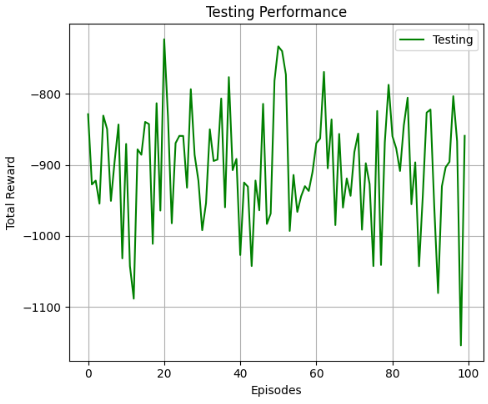 Testing Performance
Testing
−800
−900
−1000
−1100
Total Reward
0 20 40 60 80 100
Episodes